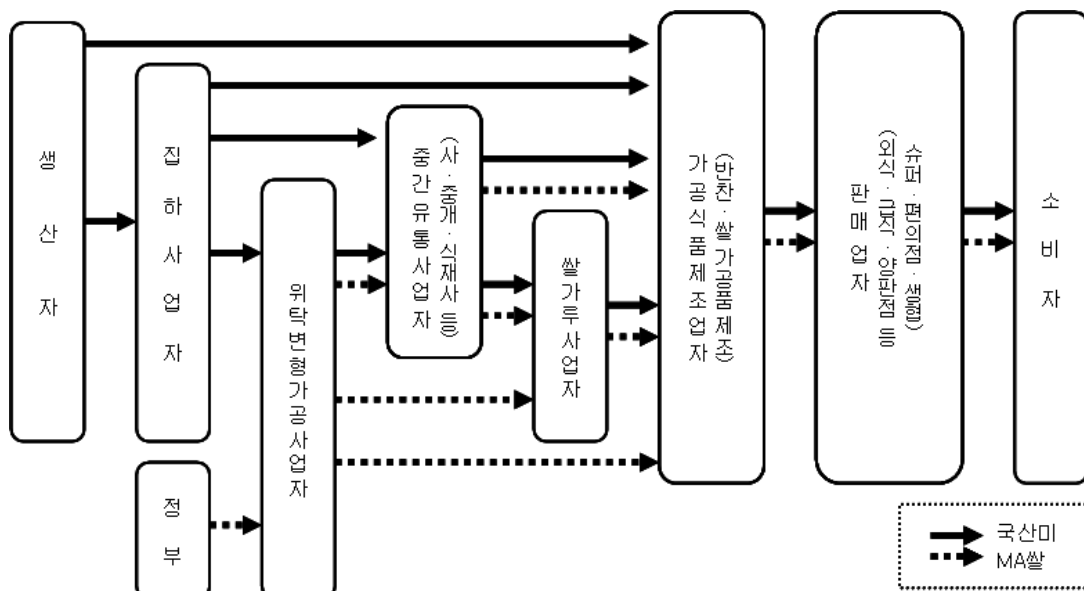 생산자
집하사업자
정부
위탁변형가공사업자
중간유통사업자
(사·중개·식재사 등)
쌀가루사업자
가공식품제조업자
(반찬·쌀가공품제조)
판매업자
(외식·급식·양판점 등
슈퍼·편의점·생협)
소비자
국산미
MA쌀